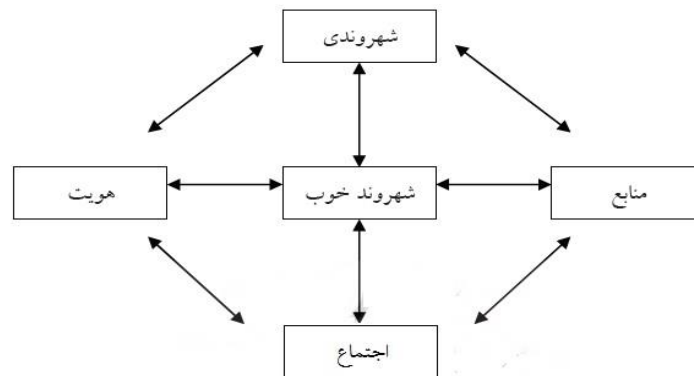 شهروندی
منابع
شهروند خوب
هویت
اجتماع